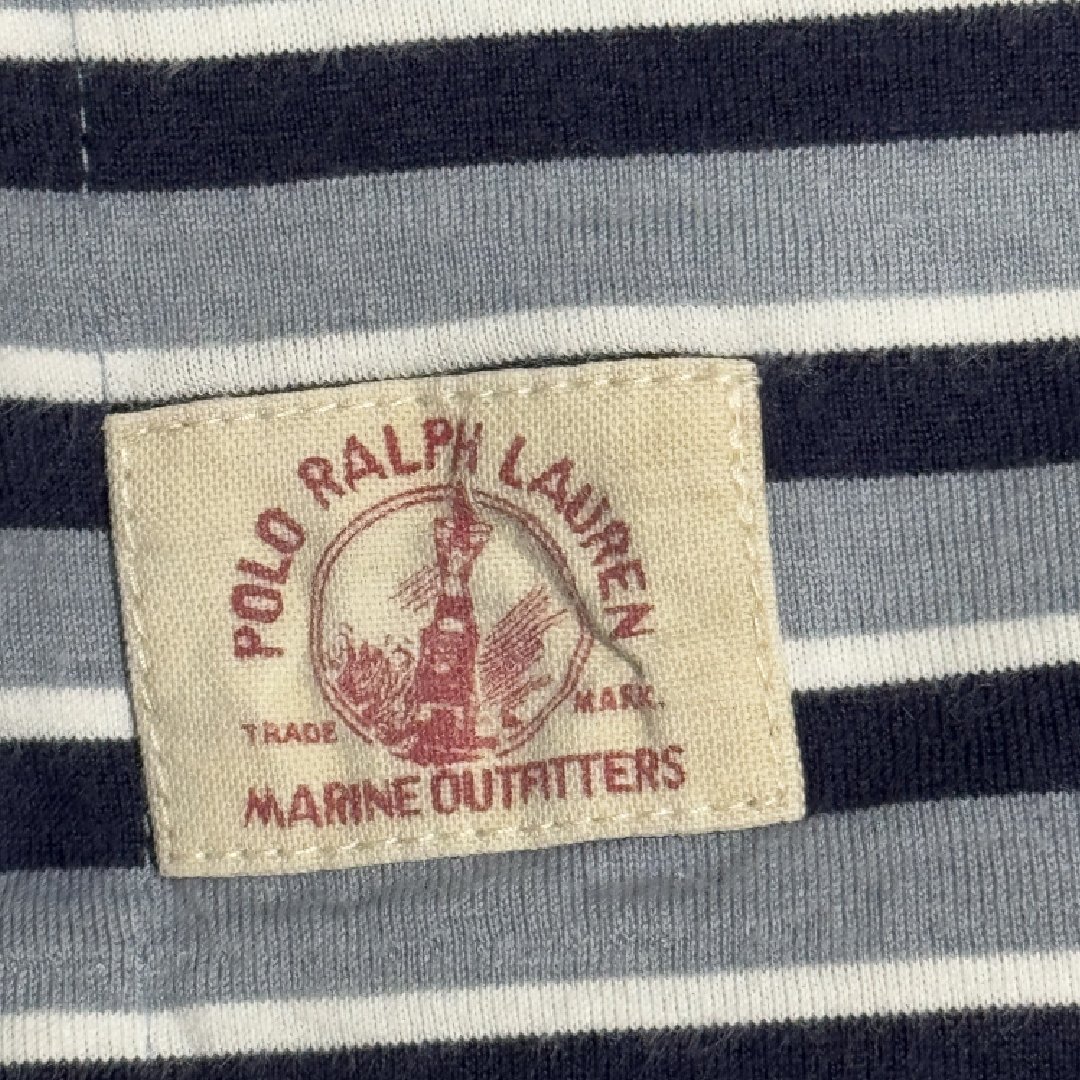 POLO RALPH LAUREN
TRADE MARK.
MARINE OUTFITTERS